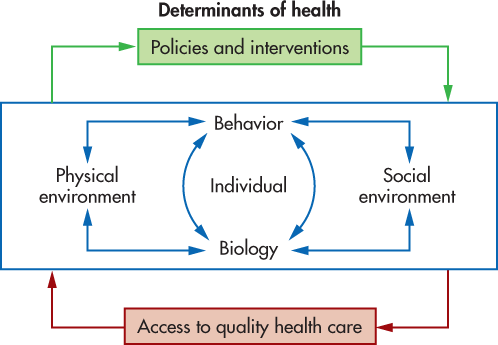 Determinants of health
Policies and interventions
Behavior
Physical
environment
Individual
Social
environment
Biology
Access to quality health care